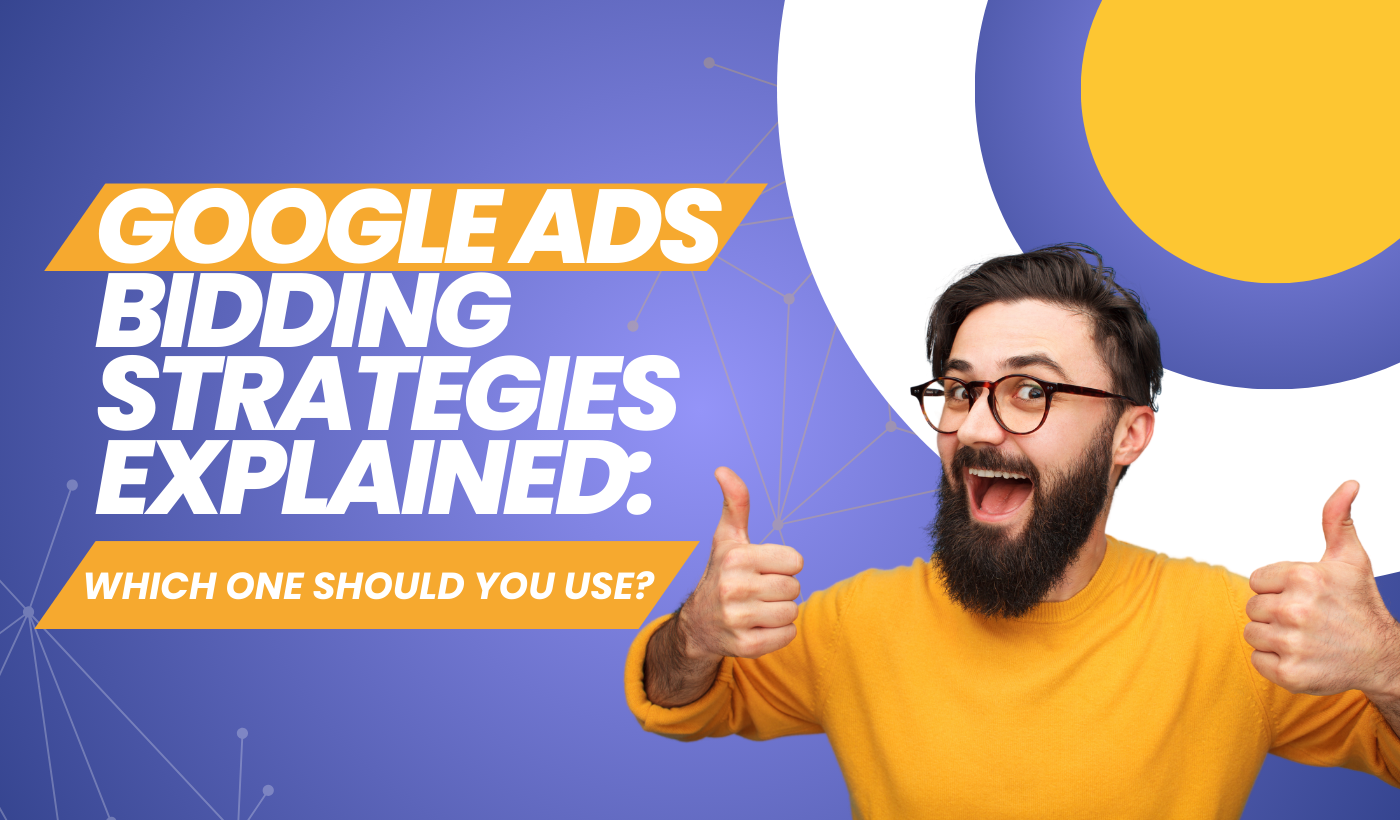 GOOGLE ADS
BIDDING
STRATEGIES
EXPLAINED:
WHICH ONE SHOULD YOU USE?